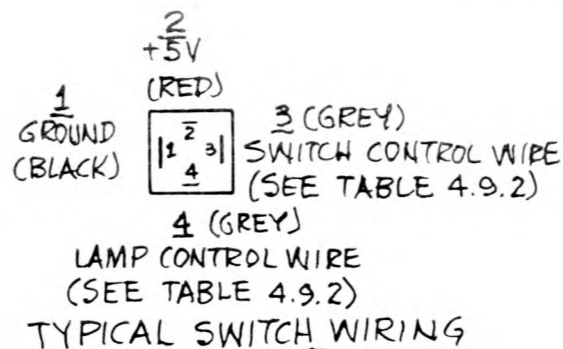 2
+5V
(RED)
1
GROUND
(BLACK)
2
1 3
4
3 (GREY)
SWITCH CONTROL WIRE
(SEE TABLE 4.9.2)
4 (GREY)
LAMP CONTROL WIRE
(SEE TABLE 4.9.2)
TYPICAL SWITCH WIRING